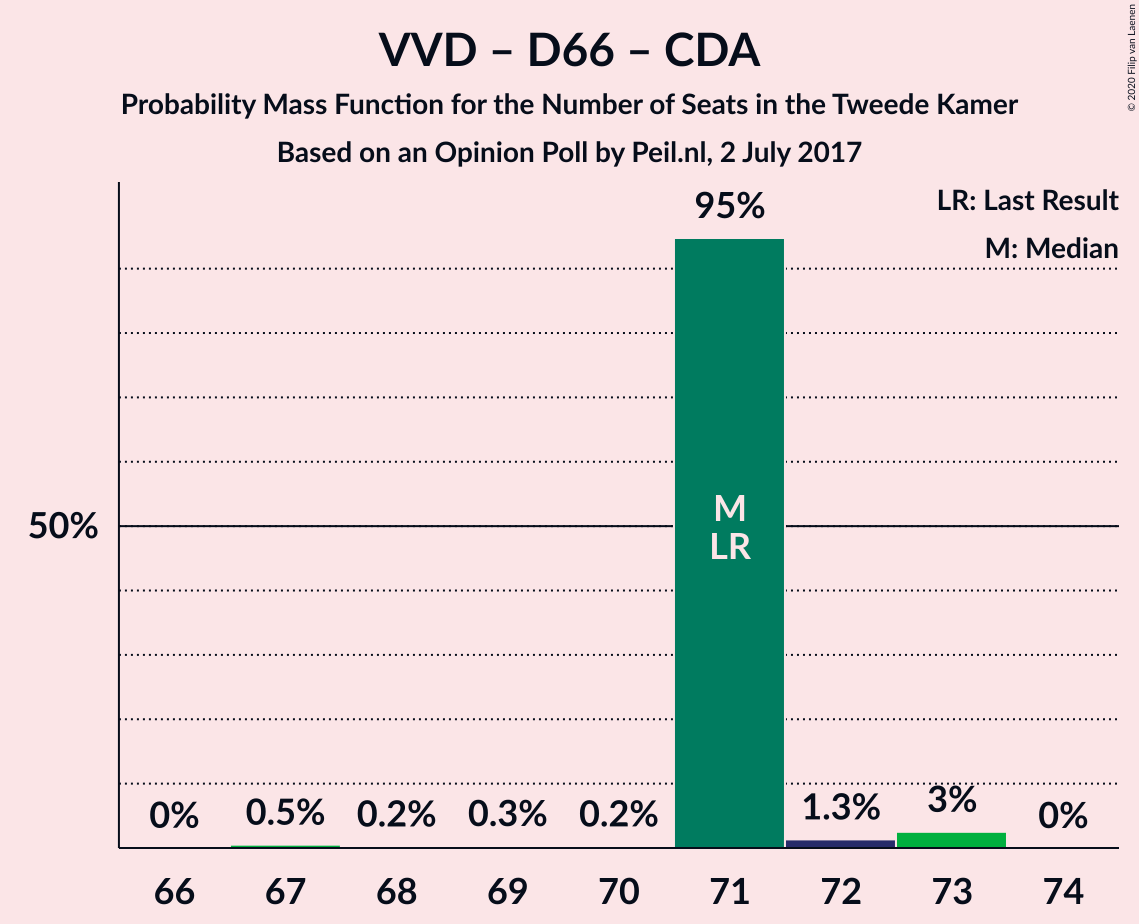 VVD – D66 – CDA
Probability Mass Function for the Number of Seats in the Tweede Kamer
Based on an Opinion Poll by Peil.nl, 2 July 2017
© 2020 Filip van Laenen
LR: Last Result
M: Median
95%
M
LR
50%
0% 0.5% 0.2% 0.3% 0.2% 1.3% 3% 0%
66 67 68 69 70 71 72 73 74